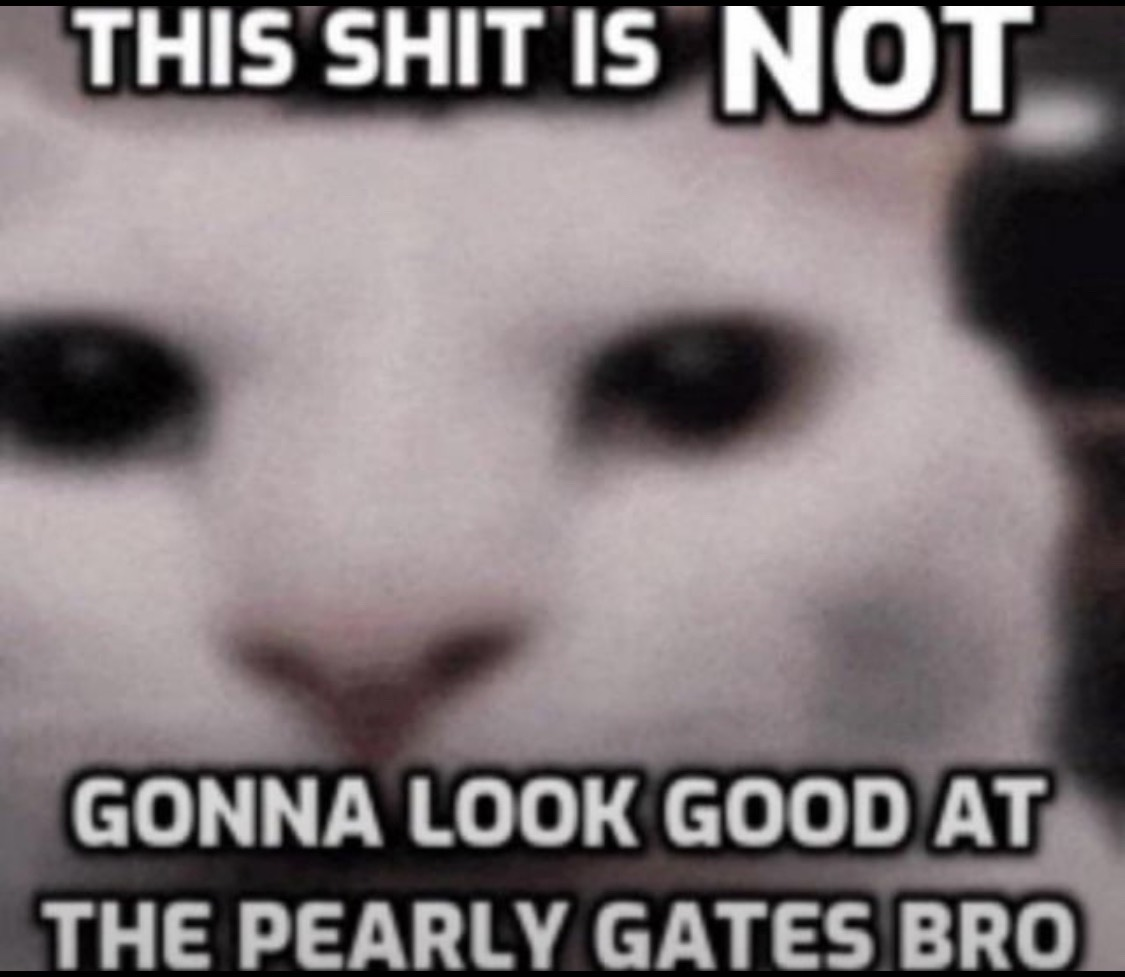 THIS SHIT IS NOT
GONNA LOOK GOOD AT
THE PEARLY GATES BRO